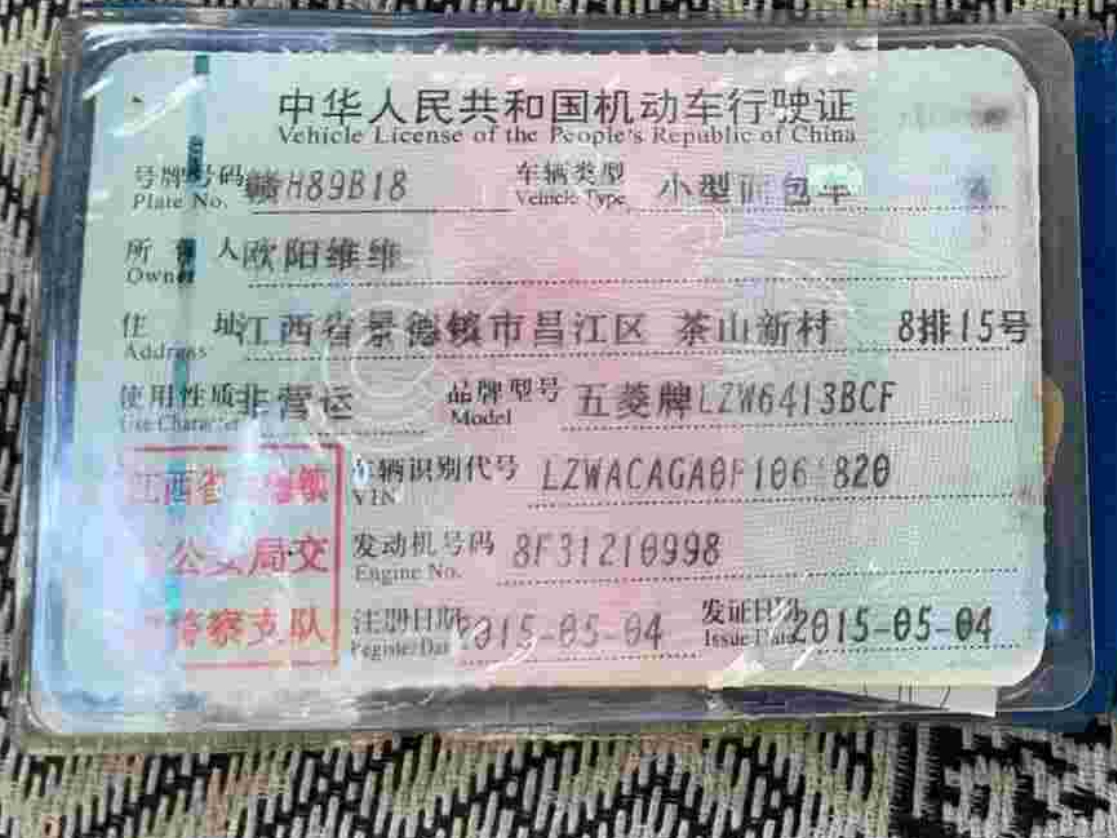 中华人民共和国机动车行驶证
Vehicle License of the People's Republic of China
号牌号码 赣H89B18 车辆类型 小型面包车
Plate No. Vehicle Type
所有人 欧阳维维
Owner
住址 江西省景德镇市昌江区 茶山新村 8排15号
Address
使用性质 非营运 品牌型号 五菱牌LZW6413BCF
Use Character Model
车辆识别代号
VIN
发动机号码 8F31210998
Engine No.
注册日期 2015-05-04 发证日期 2015-05-04
Register Date Issue Date
江西省景德镇
公安局交
警察支队